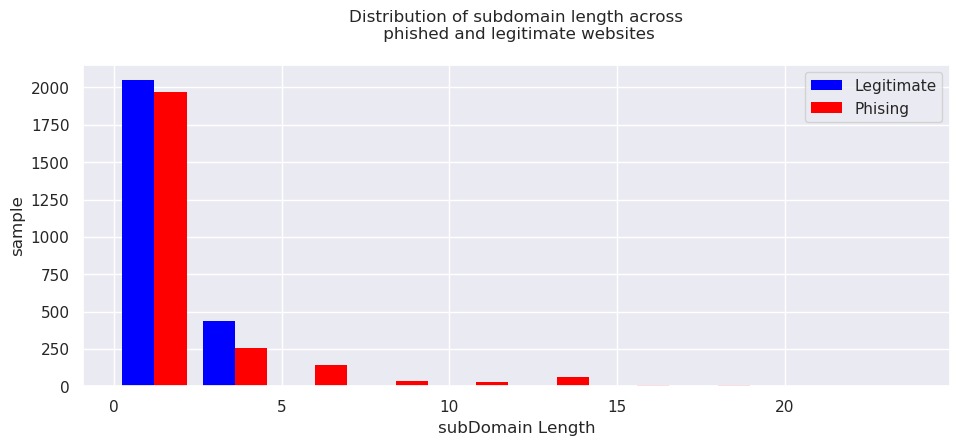 Distribution of subdomain length across
phished and legitimate websites
Legitimate
Phising
sample
2000
1750
1500
1250
1000
750
500
250
0
0 5 10 15 20
subDomain Length